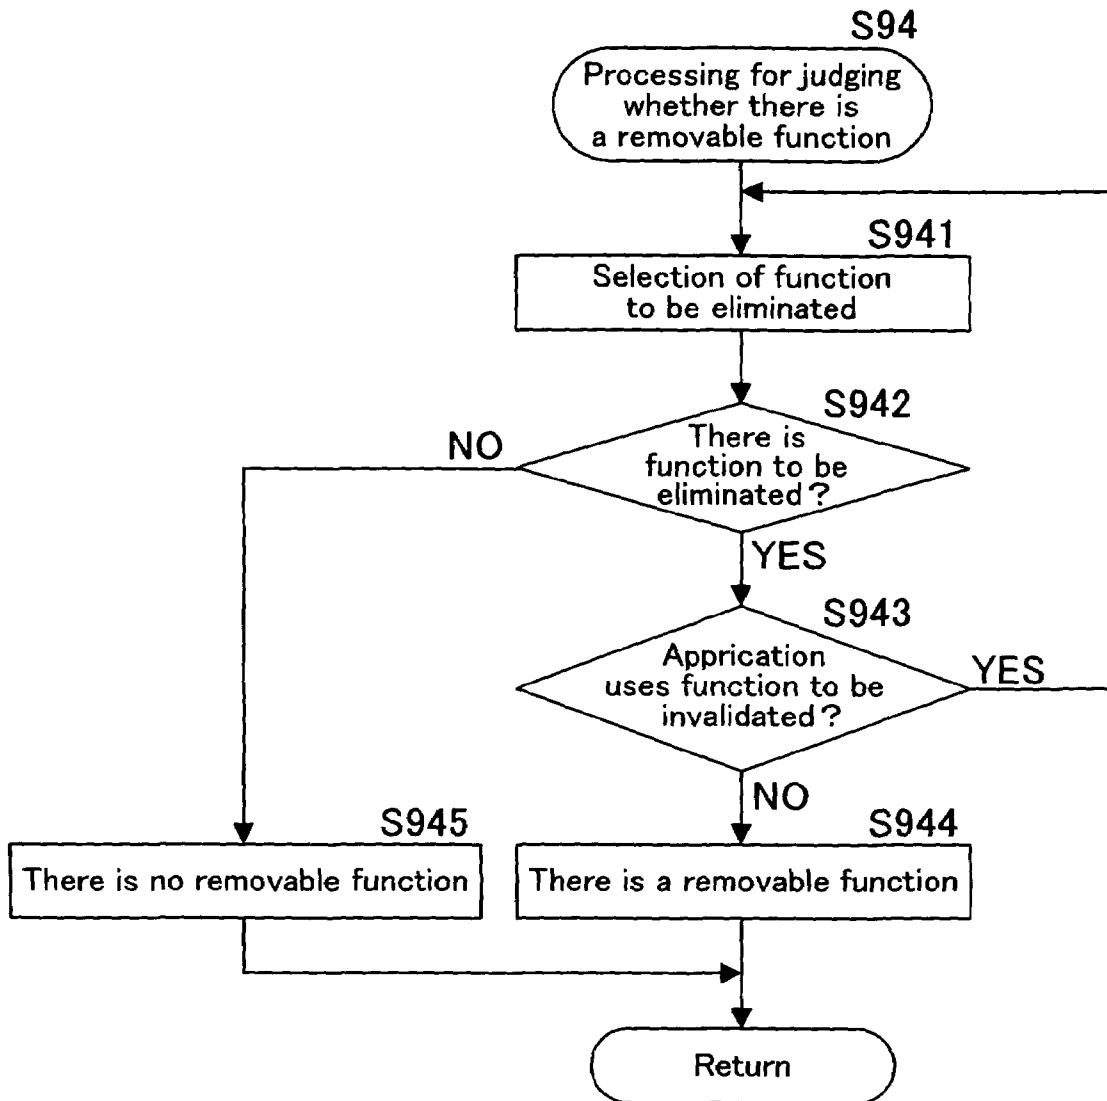 S94
Processing for judging
whether there is
a removable function
S941
Selection of function
to be eliminated
S942
There is
function to be
eliminated?
NO
YES
S943
Apprication
uses function to be
invalidated?
YES
NO
S945
There is no removable function
S944
There is a removable function
Return